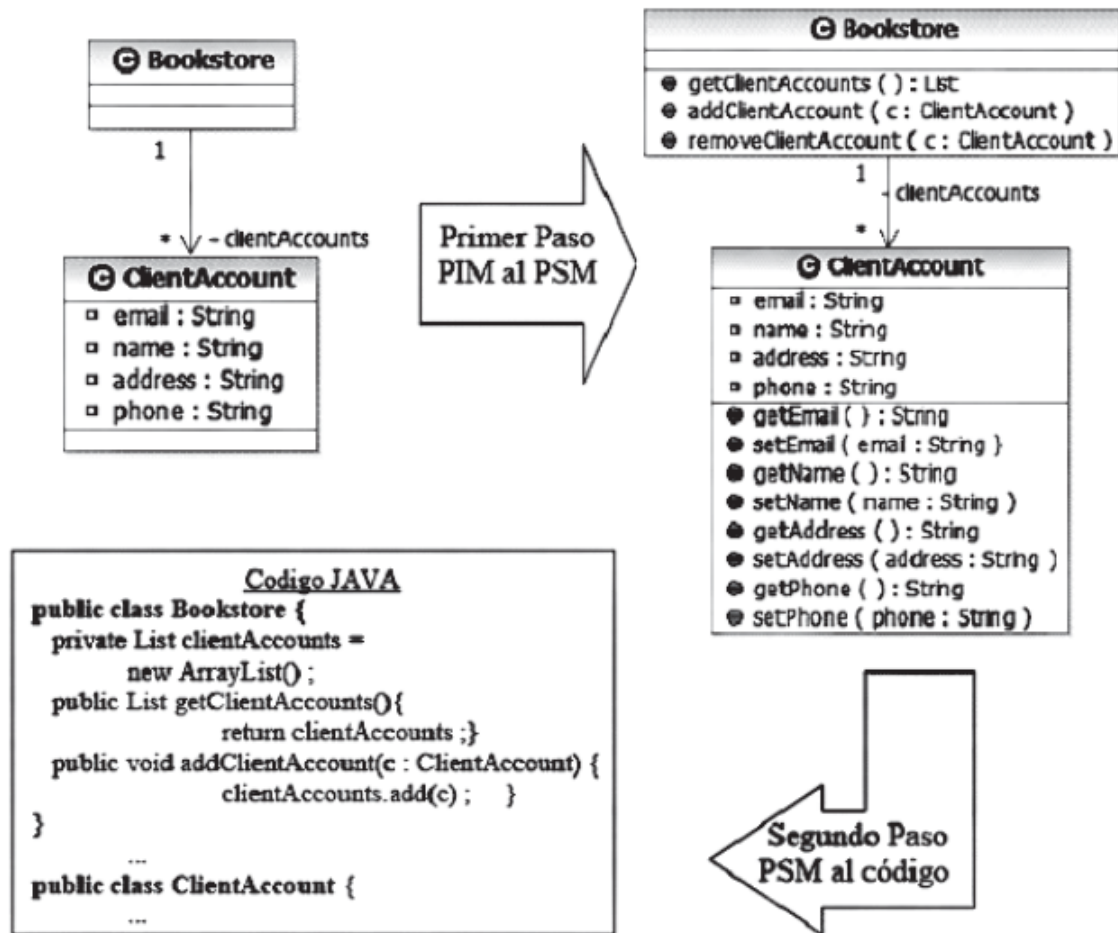 C Bookstore
1
* - clientAccounts
C ClientAccount
email : String
name : String
address : String
phone : String
Primer Paso
PIM al PSM
C Bookstore
getClientAccounts ( ) : List
addClientAccount ( c : ClientAccount )
removeClientAccount ( c : ClientAccount )
1
- clientAccounts
*
C ClientAccount
email : String
name : String
address : String
phone : String
getEmail ( ) : String
setEmail ( email : String )
getName ( ) : String
setName ( name : String )
getAddress ( ) : String
setAddress ( address : String )
getPhone ( ) : String
setPhone ( phone : String )
Codigo JAVA
public class Bookstore {
private List clientAccounts =
new ArrayList() ;
public List getClientAccounts(){
return clientAccounts ;}
public void addClientAccount(c : ClientAccount) {
clientAccounts.add(c) ; }
}
...
public class ClientAccount {
...
Segundo Paso
PSM al código